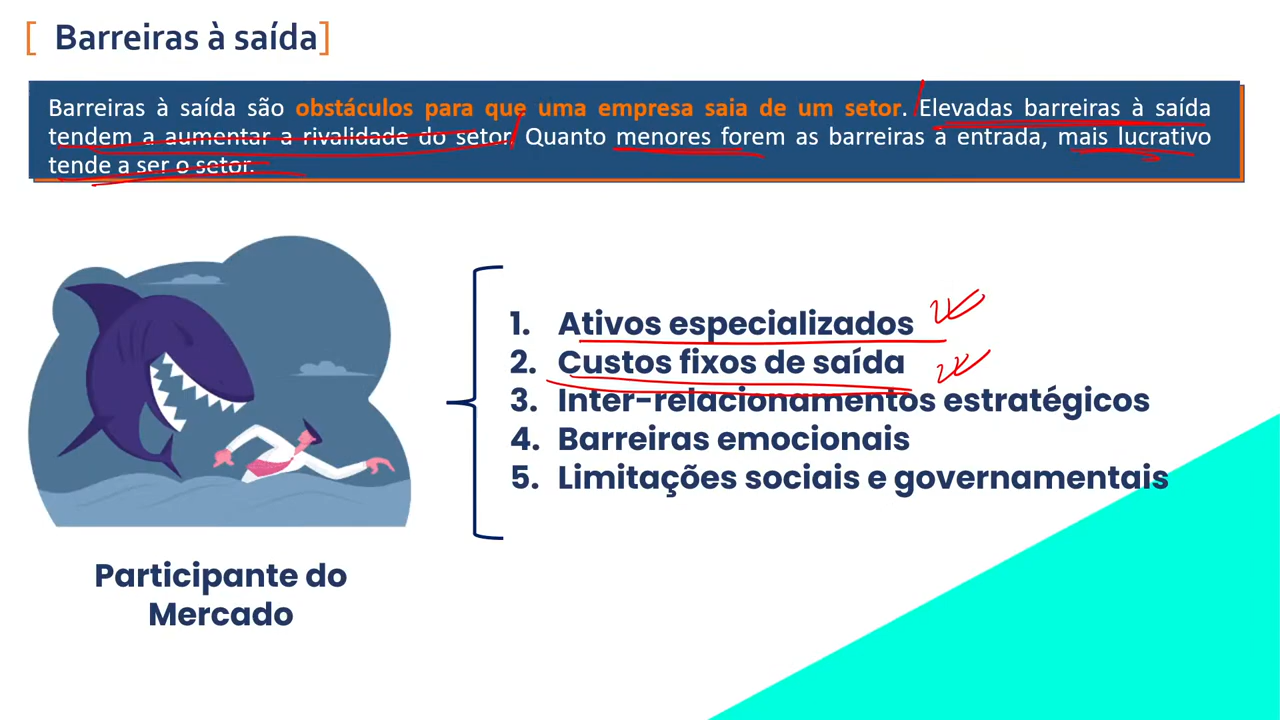 [ Barreiras à saída]
Barreiras à saída são obstáculos para que uma empresa saia de um setor. Elevadas barreiras à saída
tendem a aumentar a rivalidade do setor. Quanto menores forem as barreiras à entrada, mais lucrativo
tende a ser o setor.
1. Ativos especializados
2. Custos fixos de saída
3. Inter-relacionamentos estratégicos
4. Barreiras emocionais
5. Limitações sociais e governamentais
Participante do
Mercado